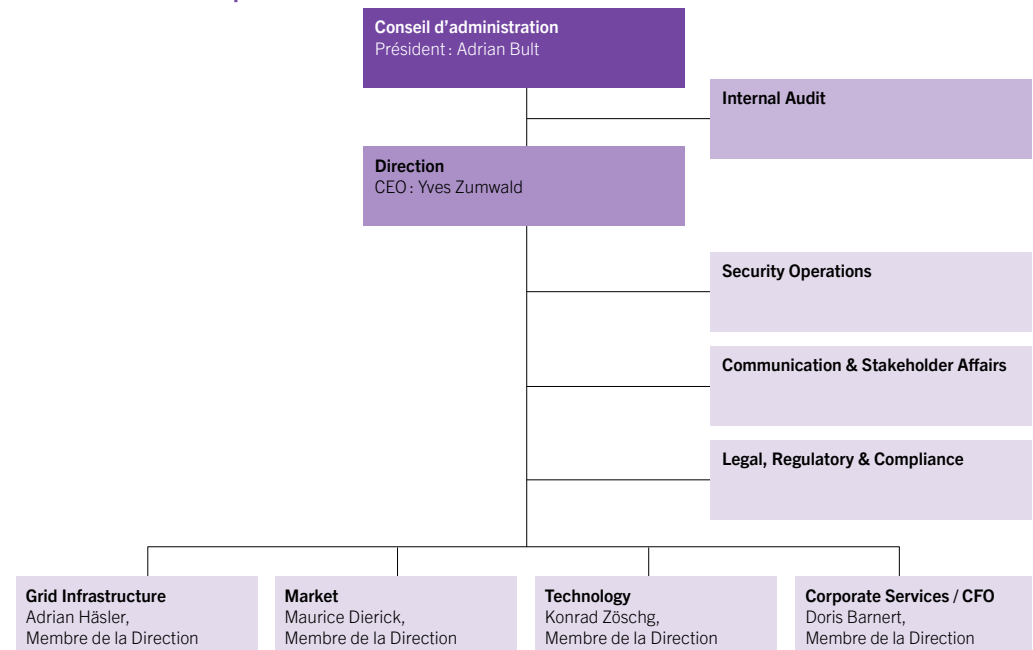 Conseil d'administration
Président : Adrian Bult
Internal Audit
Direction
CEO : Yves Zumwald
Security Operations
Communication & Stakeholder Affairs
Legal, Regulatory & Compliance
Grid Infrastructure
Adrian Häsler,
Membre de la Direction
Market
Maurice Dierick,
Membre de la Direction
Technology
Konrad Zöschg,
Membre de la Direction
Corporate Services / CFO
Doris Barnert,
Membre de la Direction